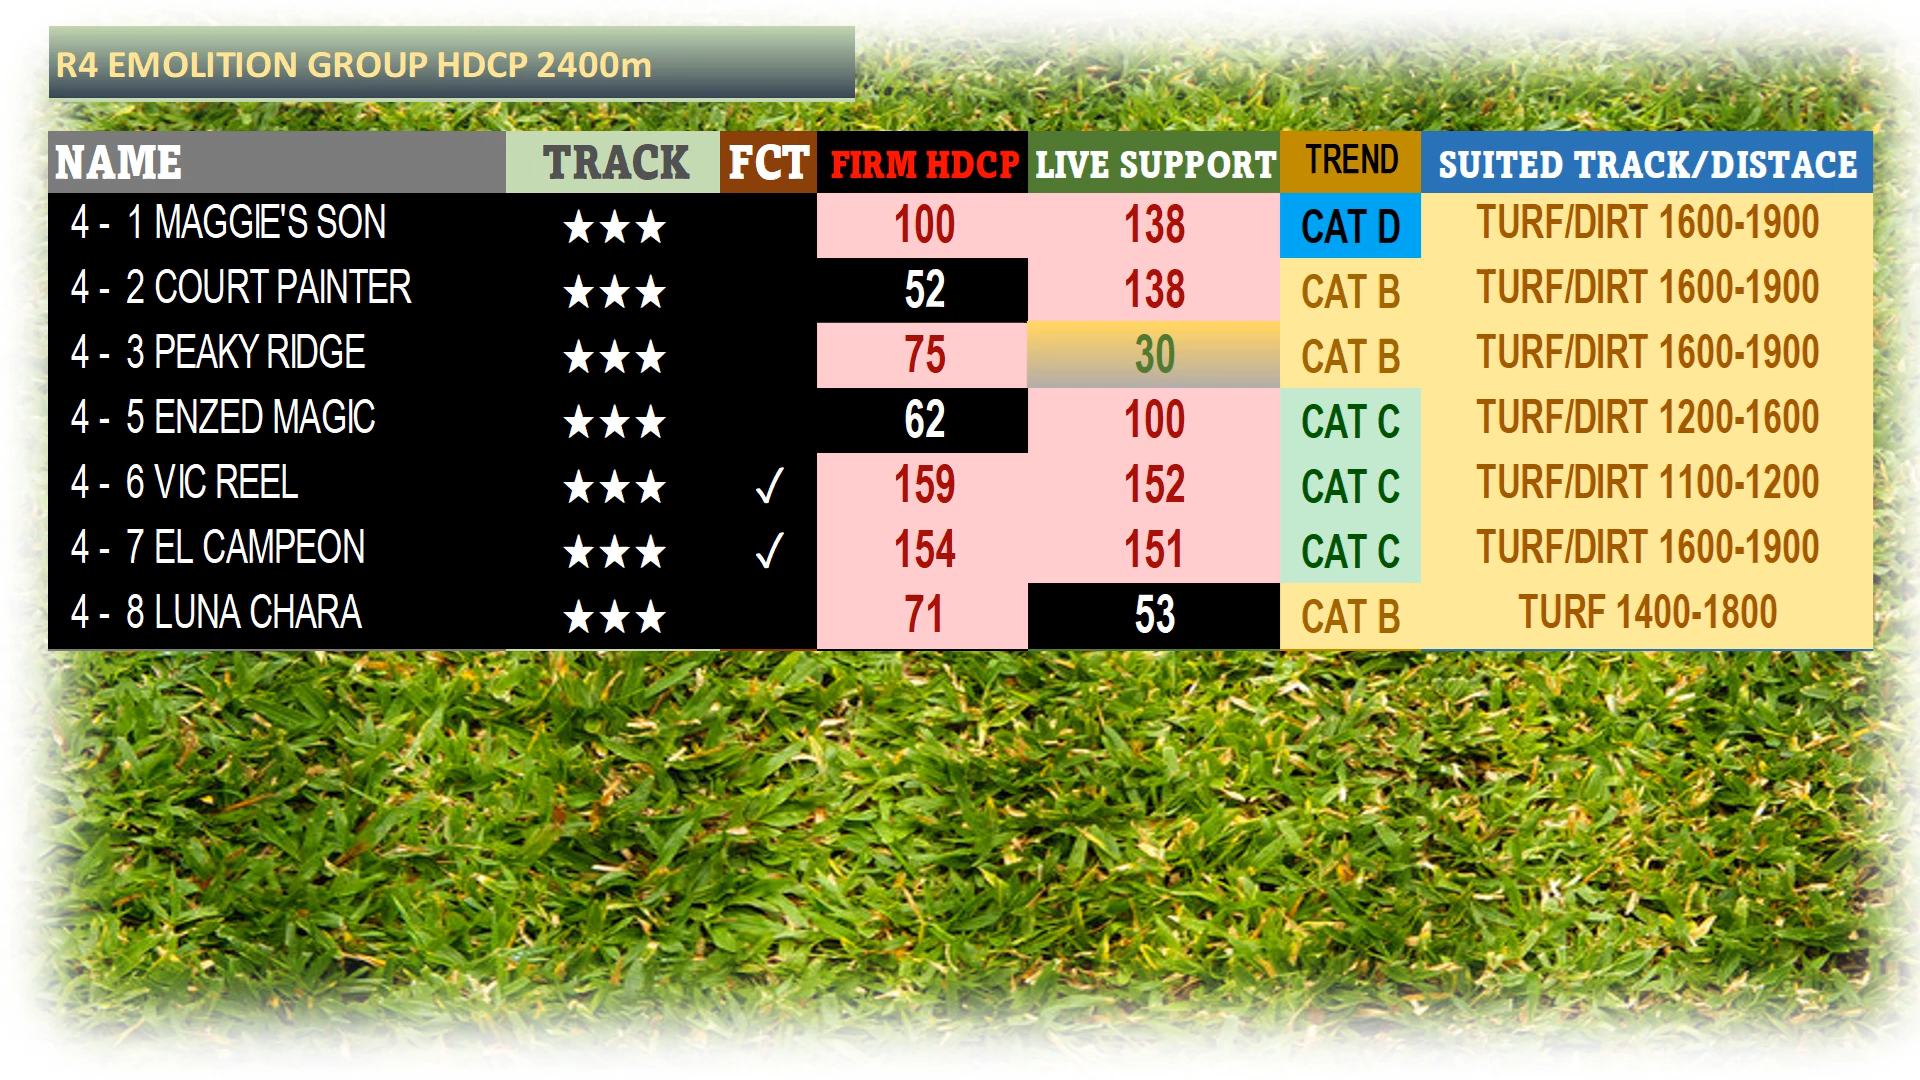 R4 EMOLITION GROUP HDCP 2400m
NAME TRACK FCT FIRM HDCP LIVE SUPPORT TREND SUITED TRACK/DISTACE
4 - 1 MAGGIE'S SON ★★★ 100 138 CAT D TURF/DIRT 1600-1900
4 - 2 COURT PAINTER ★★★ 52 138 CAT B TURF/DIRT 1600-1900
4 - 3 PEAKY RIDGE ★★★ 75 30 CAT B TURF/DIRT 1600-1900
4 - 5 ENZED MAGIC ★★★ 62 100 CAT C TURF/DIRT 1200-1600
4 - 6 VIC REEL ★★★ ✓ 159 152 CAT C TURF/DIRT 1100-1200
4 - 7 EL CAMPEON ★★★ ✓ 154 151 CAT C TURF/DIRT 1600-1900
4 - 8 LUNA CHARA ★★★ 71 53 CAT B TURF 1400-1800